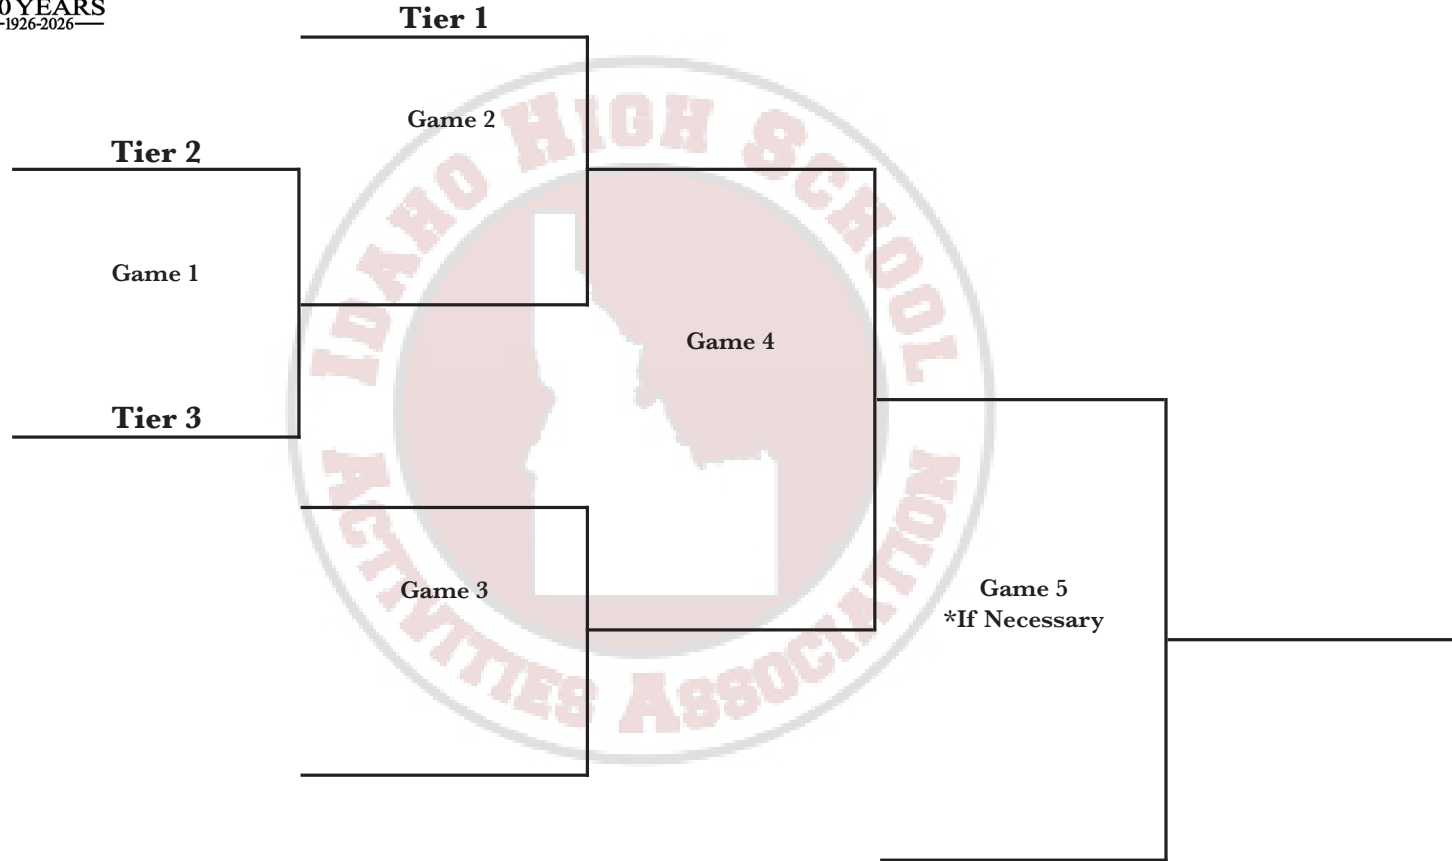 0 YEARS
1926-2026
Tier 1
Game 2
Tier 2
Game 1
Game 4
Tier 3
Game 3
Game 5
*If Necessary
IDAHO HIGH SCHOOL
ACTIVITIES ASSOCIATION